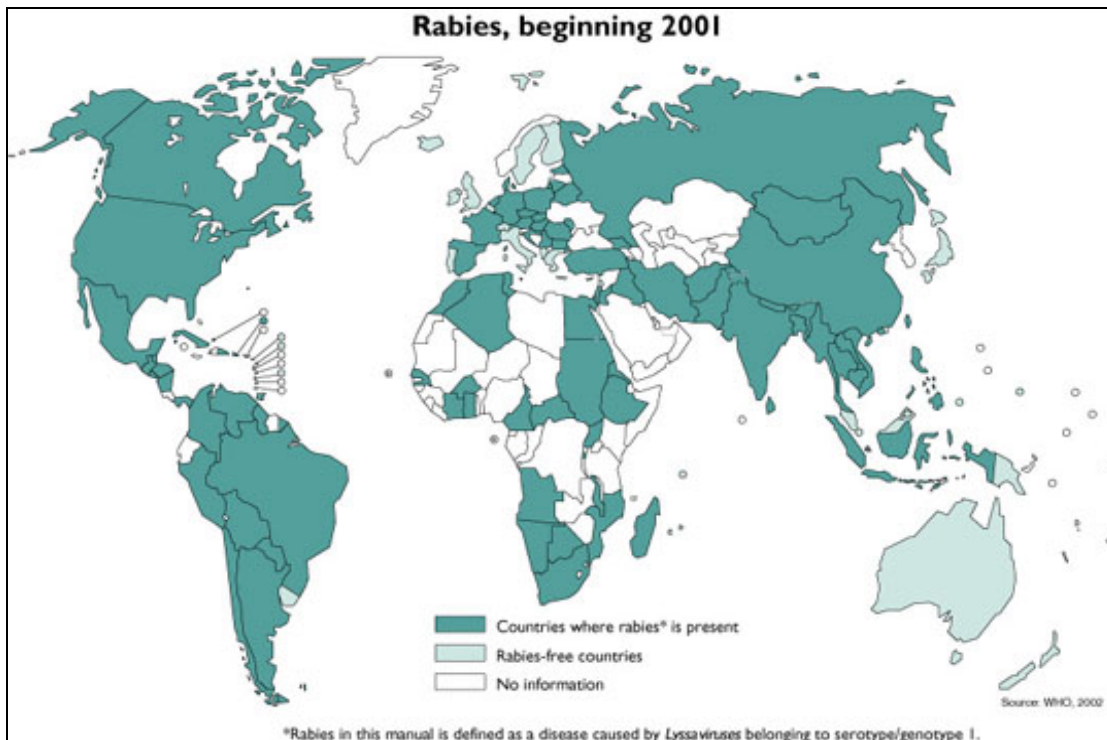 Rabies, beginning 2001
Countries where rabies* is present
Rabies-free countries
No information
Source: WHO, 2002
*Rabies in this manual is defined as a disease caused by Lyssaviruses belonging to serotype/genotype 1.